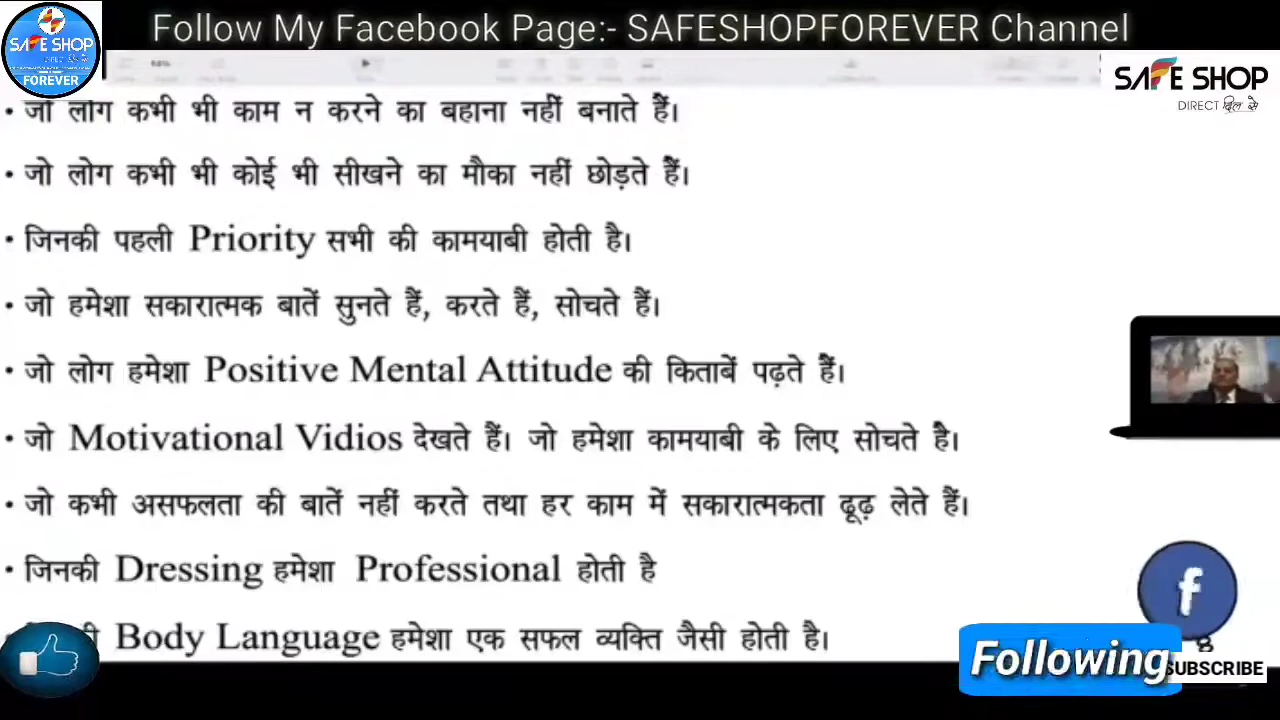 Follow My Facebook Page:- SAFESHOPFOREVER Channel
SAFE SHOP
FOREVER
SAFE SHOP
DIRECT दिल से
• जो लोग कभी भी काम न करने का बहाना नहीं बनाते हैं।
• जो लोग कभी भी कोई भी सीखने का मौका नहीं छोड़ते हैं।
• जिनकी पहली Priority सभी की कामयाबी होती है।
• जो हमेशा सकारात्मक बातें सुनते हैं, करते हैं, सोचते हैं।
• जो लोग हमेशा Positive Mental Attitude की किताबें पढ़ते हैं।
• जो Motivational Vidios देखते हैं। जो हमेशा कामयाबी के लिए सोचते है।
• जो कभी असफलता की बातें नहीं करते तथा हर काम में सकारात्मकता ढूढ़ लेते हैं।
• जिनकी Dressing हमेशा Professional होती है
Body Language हमेशा एक सफल व्यक्ति जैसी होती है।
f
Following
SUBSCRIBE